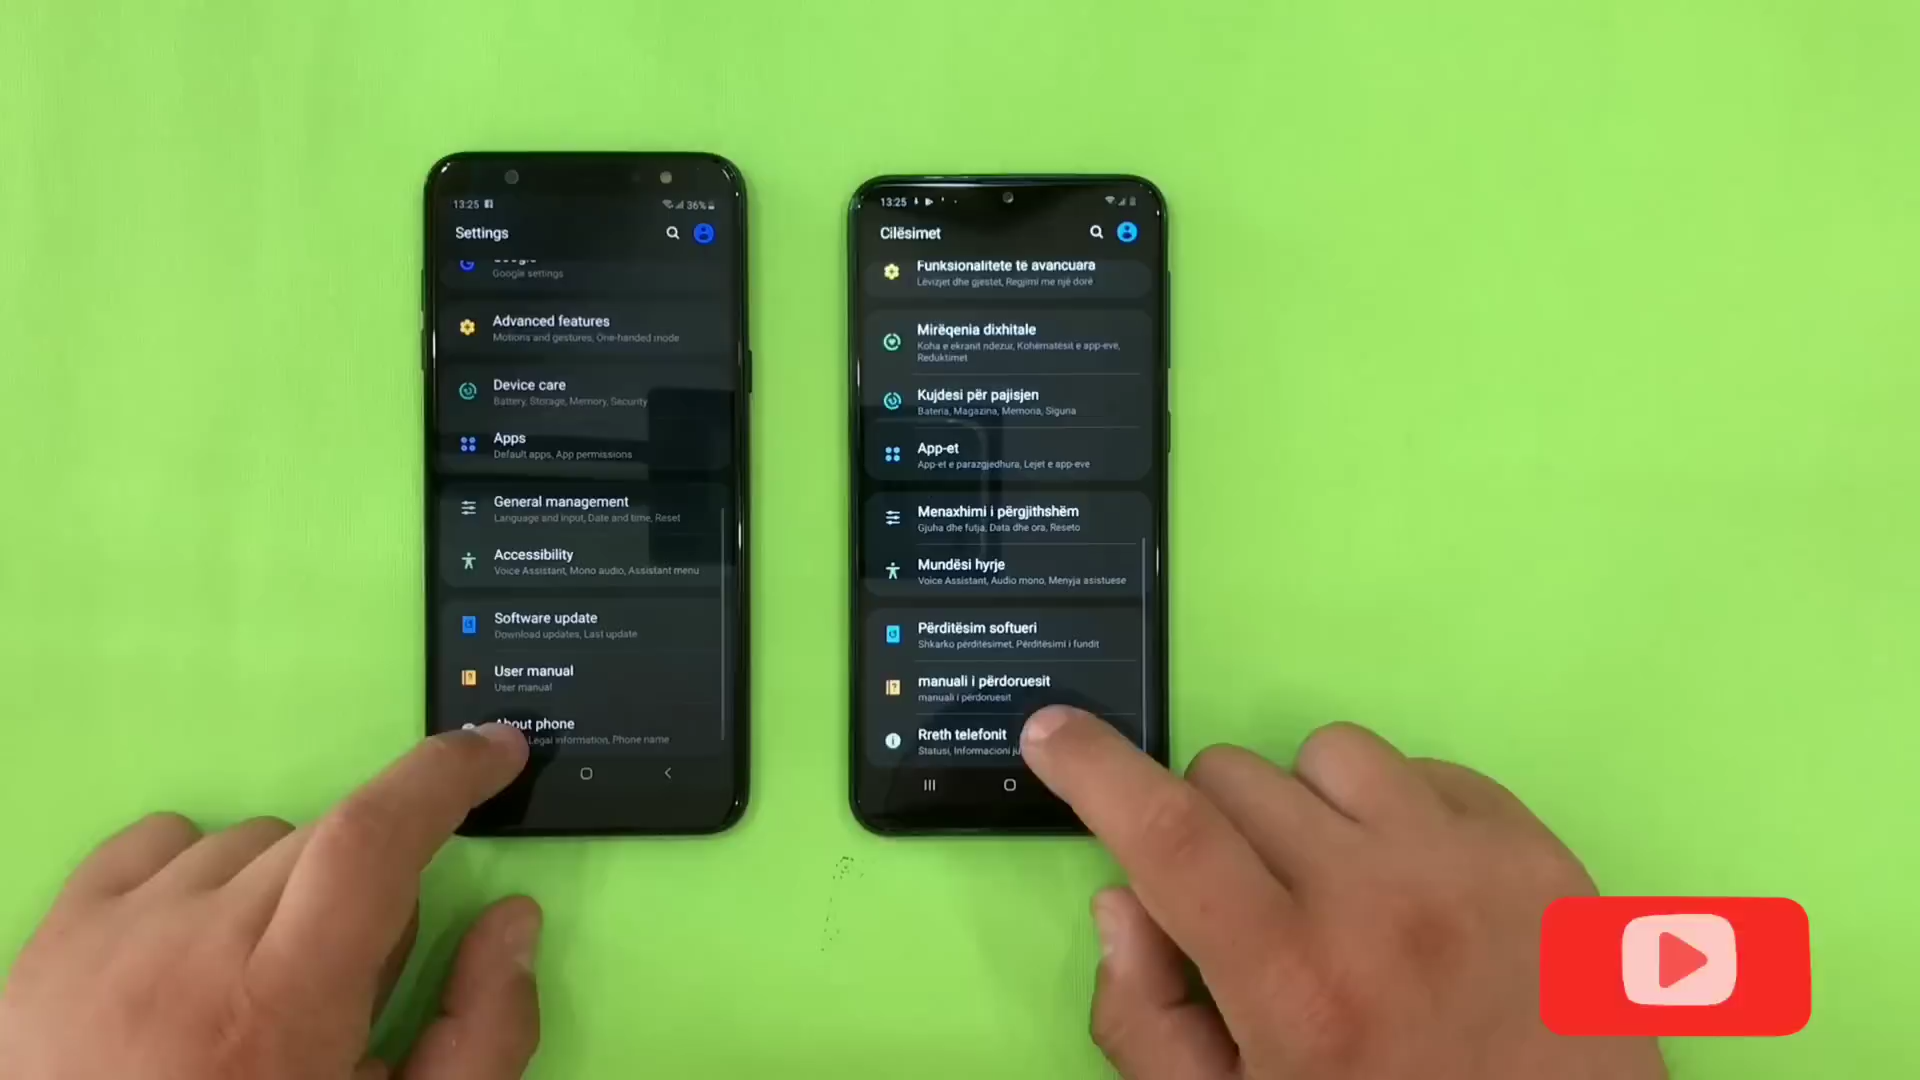 13:25
36%
Settings
Google settings
Advanced features
Motions and gestures, One-handed mode
Device care
Battery, Storage, Memory, Security
Apps
Default apps, App permissions
General management
Language and input, Date and time, Reset
Accessibility
Voice Assistant, Mono audio, Assistant menu
Software update
Download updates, Last update
User manual
User manual
About phone
Legal information, Phone name
13:25
Cilësimet
Funksionalitete të avancuara
Lëvizjet dhe gjestet, Regjimi me një dorë
Mirëqenia dixhitale
Koha e ekranit ndezur, Kohëmatësit e app-eve,
Reduktimet
Kujdesi për pajisjen
Bateria, Magazina, Memoria, Siguria
App-et
App-et e parazgjedhura, Lejet e app-eve
Menaxhimi i përgjithshëm
Gjuha dhe futja, Data dhe ora, Reseto
Mundësi hyrje
Voice Assistant, Audio mono, Menyja asistuese
Përditësim softueri
Shkarko përditësimet, Përditësimi i fundit
manuali i përdoruesit
manuali i përdoruesit
Rreth telefonit
Statusi, Informacioni